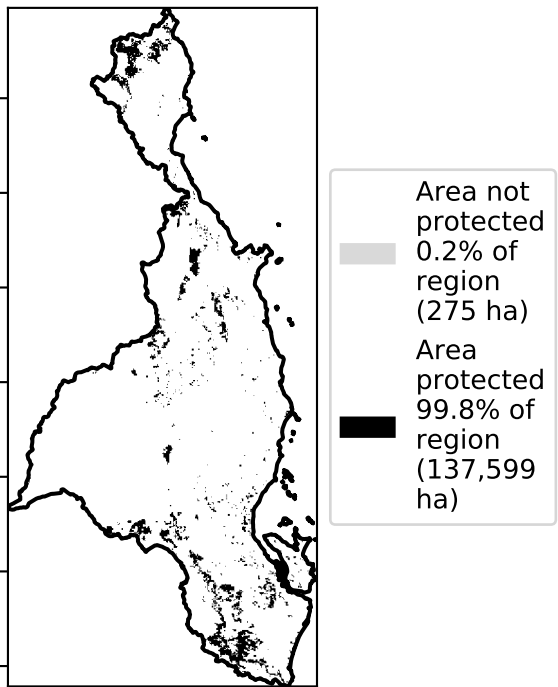 Area not
protected
0.2% of
region
(275 ha)
Area
protected
99.8% of
region
(137,599
ha)